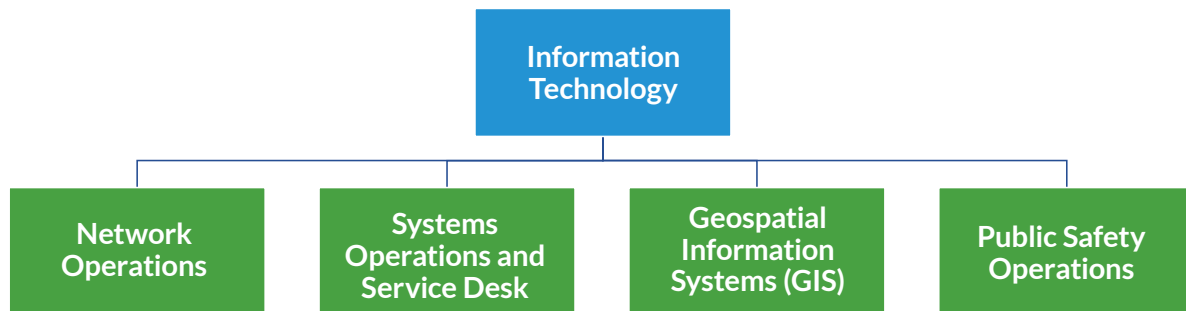 Information
Technology
Network
Operations
Systems
Operations and
Service Desk
Geospatial
Information
Systems (GIS)
Public Safety
Operations